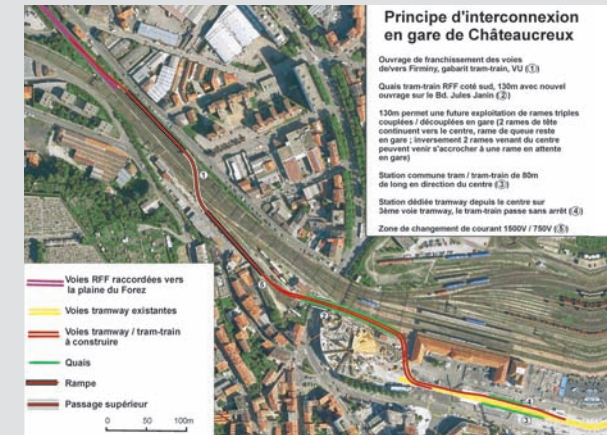 Principe d'interconnexion
en gare de Châteaucreux
Ouvrage de franchissement des voies
de/vers Firminy, gabarit tram-train, VU (①)
Quais tram-train RFF coté sud, 130m avec nouvel
ouvrage sur le Bd. Jules Janin (②)
130m permet une future exploitation de rames triples
couplées / découplées en gare (2 rames de tête
continuent vers le centre, rame de queue reste
en gare ; inversement 2 rames venant du centre
peuvent venir s'accrocher à une rame en attente
en gare)
Station commune tram / tram-train de 80m
de long en direction du centre (③)
Station dédiée tramway depuis le centre sur
3ème voie tramway, le tram-train passe sans arrêt (④)
Zone de changement de courant 1500V / 750V (⑤)
1
5
2
4
3
Voies RFF raccordées vers
la plaine du Forez
Voies tramway existantes
Voies tramway / tram-train
à construire
Quais
Rampe
Passage supérieur
0 50 100m